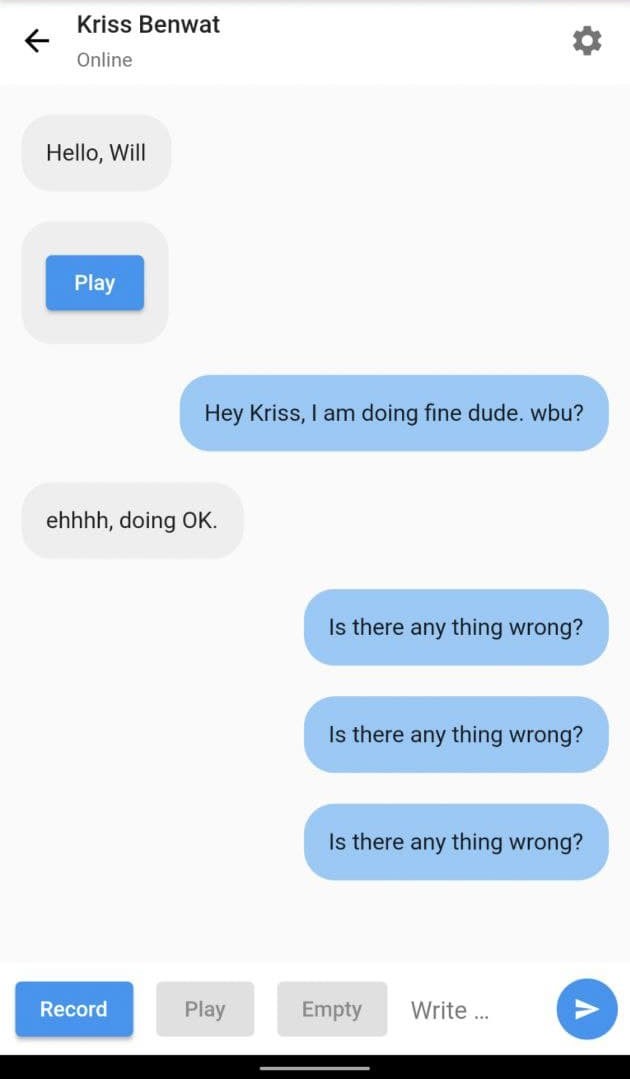 Kriss Benwat
Online
Hello, Will
Play
Hey Kriss, I am doing fine dude. wbu?
ehhhh, doing OK.
Is there any thing wrong?
Is there any thing wrong?
Is there any thing wrong?
Record
Play
Empty
Write ...